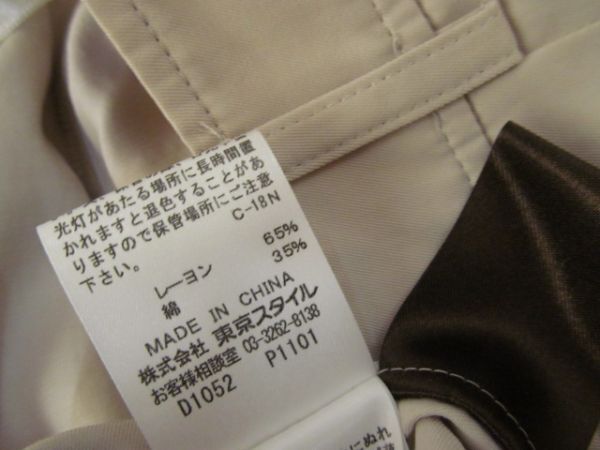 光灯があたる場所に長時間置
かれますと退色することがあ
りますので保管場所にご注意
下さい。
C-18N
レーヨン 65%
綿 35%
MADE IN CHINA
株式会社 東京スタイル
お客様相談室 03-3262-8138
D1052 P1101
にぬれ